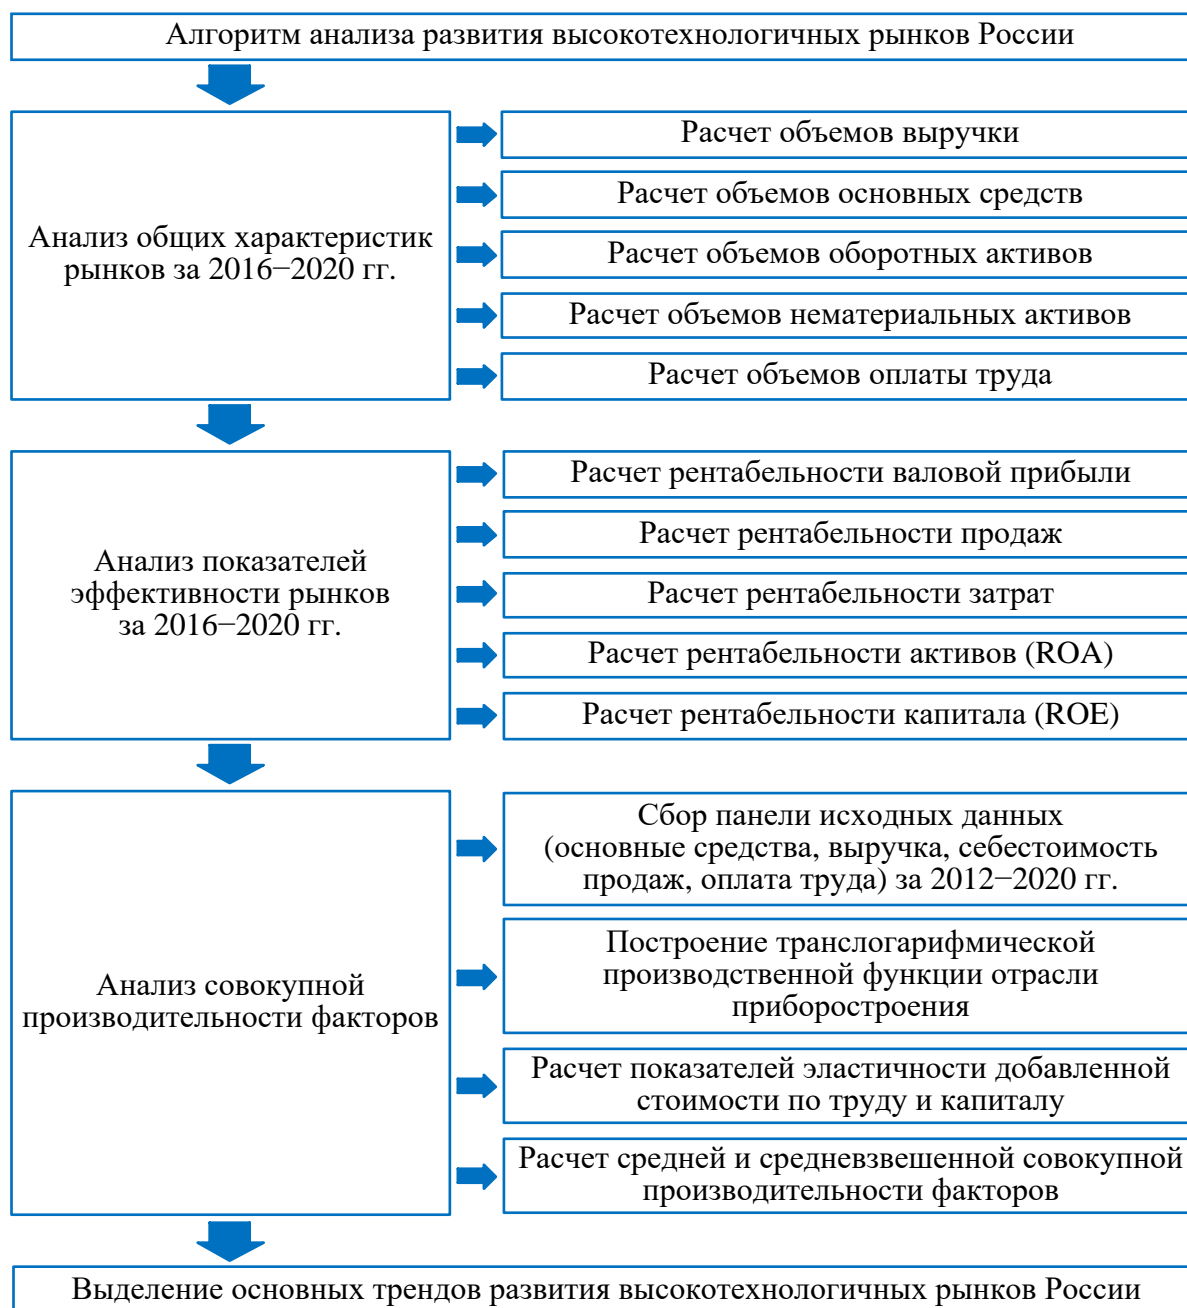 Алгоритм анализа развития высокотехнологичных рынков России
Анализ общих характеристик
рынков за 2016−2020 гг.
Расчет объемов выручки
Расчет объемов основных средств
Расчет объемов оборотных активов
Расчет объемов нематериальных активов
Расчет объемов оплаты труда
Анализ показателей
эффективности рынков
за 2016−2020 гг.
Расчет рентабельности валовой прибыли
Расчет рентабельности продаж
Расчет рентабельности затрат
Расчет рентабельности активов (ROA)
Расчет рентабельности капитала (ROE)
Анализ совокупной
производительности факторов
Сбор панели исходных данных
(основные средства, выручка, себестоимость
продаж, оплата труда) за 2012−2020 гг.
Построение транслогарифмической
производственной функции отрасли
приборостроения
Расчет показателей эластичности добавленной
стоимости по труду и капиталу
Расчет средней и средневзвешенной совокупной
производительности факторов
Выделение основных трендов развития высокотехнологичных рынков России